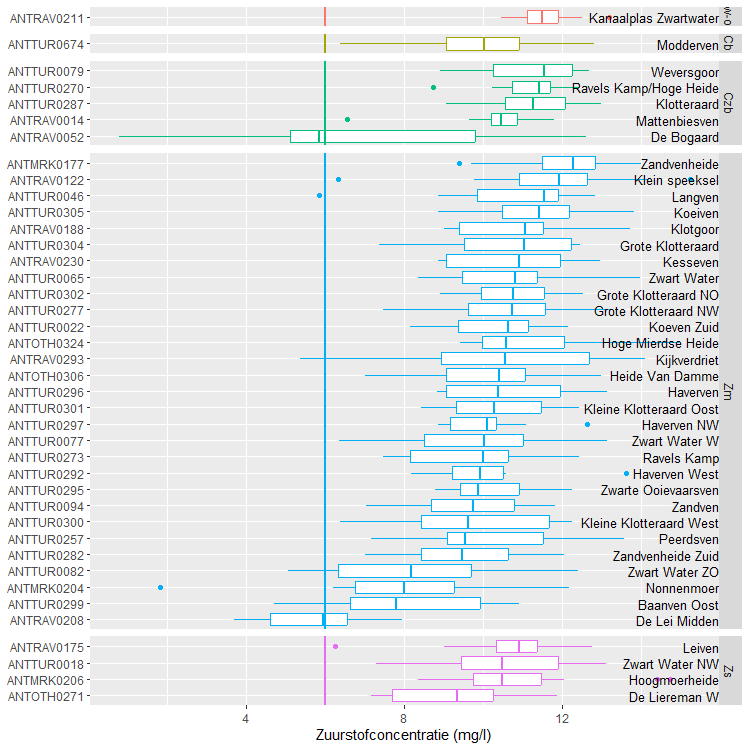 ANTRAV0211 Kanaalplas Zwartwater
ANTTUR0674 Modderven Cb
ANTTUR0079 Weversgoor
ANTTUR0270 Ravels Kamp/Hoge Heide
ANTTUR0287 Klotteraard Czb
ANTRAV0014 Mattenbiesven
ANTRAV0052 De Bogaard
ANTMRK0177 Zandvenheide
ANTRAV0122 Klein speeksel
ANTTUR0046 Langven
ANTTUR0305 Koeiven
ANTRAV0188 Klotgoor
ANTTUR0304 Grote Klotteraard
ANTRAV0230 Kesseven
ANTTUR0065 Zwart Water
ANTTUR0302 Grote Klotteraard NO
ANTTUR0277 Grote Klotteraard NW
ANTTUR0022 Koeven Zuid
ANTOTH0324 Hoge Mierdse Heide
ANTRAV0293 Kijkverdriet
ANTOTH0306 Heide Van Damme
ANTTUR0296 Haverven Zm
ANTTUR0301 Kleine Klotteraard Oost
ANTTUR0297 Haverven NW
ANTTUR0077 Zwart Water W
ANTTUR0273 Ravels Kamp
ANTTUR0292 Haverven West
ANTTUR0295 Zwarte Ooievaarsven
ANTTUR0094 Zandven
ANTTUR0300 Kleine Klotteraard West
ANTTUR0257 Peerdsven
ANTTUR0282 Zandvenheide Zuid
ANTTUR0082 Zwart Water ZO
ANTMRK0204 Nonnenmoer
ANTTUR0299 Baanven Oost
ANTRAV0208 De Lei Midden
ANTRAV0175 Leiven
ANTTUR0018 Zwart Water NW Zs
ANTMRK0206 Hoogmoerheide
ANTOTH0271 De Liereman W
4 8 12
Zuurstofconcentratie (mg/l)